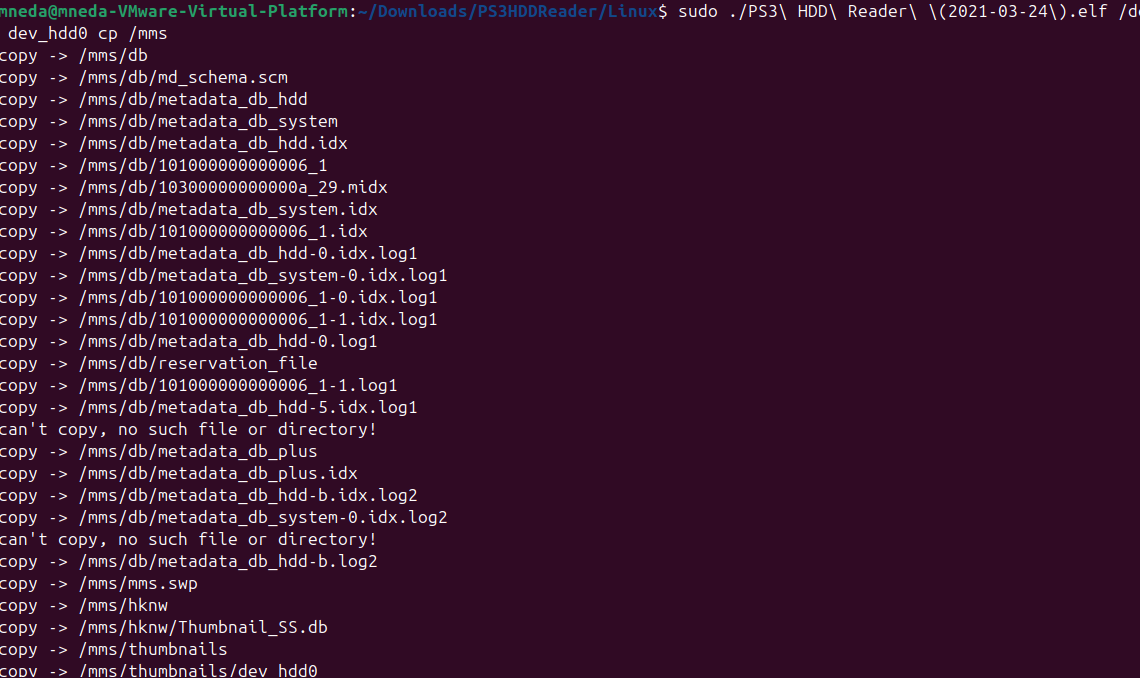 mneda@mneda-VMware-Virtual-Platform:~/Downloads/PS3HDDReader/Linux$ sudo ./PS3\ HDD\ Reader\ \(2021-03-24\).elf /de
dev_hdd0 cp /mms
copy -> /mms/db
copy -> /mms/db/md_schema.scm
copy -> /mms/db/metadata_db_hdd
copy -> /mms/db/metadata_db_system
copy -> /mms/db/metadata_db_hdd.idx
copy -> /mms/db/101000000000006_1
copy -> /mms/db/10300000000000a_29.midx
copy -> /mms/db/metadata_db_system.idx
copy -> /mms/db/101000000000006_1.idx
copy -> /mms/db/metadata_db_hdd-0.idx.log1
copy -> /mms/db/metadata_db_system-0.idx.log1
copy -> /mms/db/101000000000006_1-0.idx.log1
copy -> /mms/db/101000000000006_1-1.idx.log1
copy -> /mms/db/metadata_db_hdd-0.log1
copy -> /mms/db/reservation_file
copy -> /mms/db/101000000000006_1-1.log1
copy -> /mms/db/metadata_db_hdd-5.idx.log1
can't copy, no such file or directory!
copy -> /mms/db/metadata_db_plus
copy -> /mms/db/metadata_db_plus.idx
copy -> /mms/db/metadata_db_hdd-b.idx.log2
copy -> /mms/db/metadata_db_system-0.idx.log2
can't copy, no such file or directory!
copy -> /mms/db/metadata_db_hdd-b.log2
copy -> /mms/mms.swp
copy -> /mms/hknw
copy -> /mms/hknw/Thumbnail_SS.db
copy -> /mms/thumbnails
copy -> /mms/thumbnails/dev_hdd0